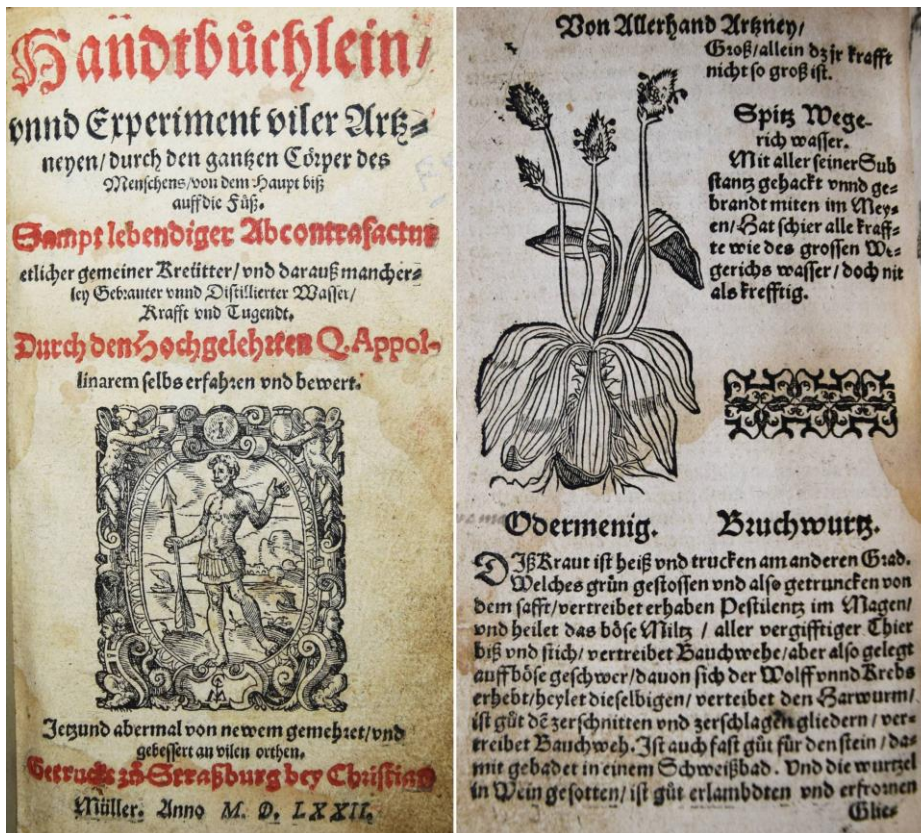 Handtbůchlein/
vnnd Experiment viler Artz⸗
neyen/durch den gantzen Cörper des
Menschens/von dem Haupt biß
auff die Füß.
Sampt lebendiger Abcontrafactur
etlicher gemeiner Kreütter/vnd darauß mancher⸗
ley Gebranter vnnd Distillierter Wasser/
Krafft vnd Tugendt.
Durch den Hochgelehrten Q. Appol⸗
linarem selbs erfahren vnd bewert.
CM
Jetzund abermal von newem gemehret/vnd
gebessert an vilen orthen.
Getruckt zů Straßburg bey Christian
Müller. Anno M. D. LXXII.
Von Allerhand Artzney/
Groß/allein dz jr krafft
nicht so groß ist.
Spitz Wege⸗
rich wasser.
Mit aller seiner Sub
stantz gehackt vnnd ge⸗
brandt miten im Mey⸗
en/Hat schier alle kraff⸗
te wie des grossen We⸗
gerichs wasser/doch nit
als krefftig.
Odermenig. Bruchwurtz.
DIß Kraut ist heiß vnd trucken am anderen Grad.
Welches grün gestossen vnd also getruncken von
dem safft/vertreibet erhaben Pestilentz im Magen/
vnd heilet das böse Miltz / aller vergifftiger Thier
biß vnd stich/ vertreibet Bauchwehe/aber also gelegt
auff böse geschwer/dauon sich der Wolff vnnd Krebs
erhebt/heylet dieselbigen/ verteibet den Harwurm/
ist gůt dē zerschnitten vnd zerschlagen gliedern/ ver⸗
treibet Bauchweh. Ist auch fast gůt für den stein/da⸗
mit gebadet in einem Schweißbad. Vnd die wurtzel
in Wein gesotten/ ist gůt erlambdten vnd erfrornen
Glie⸗